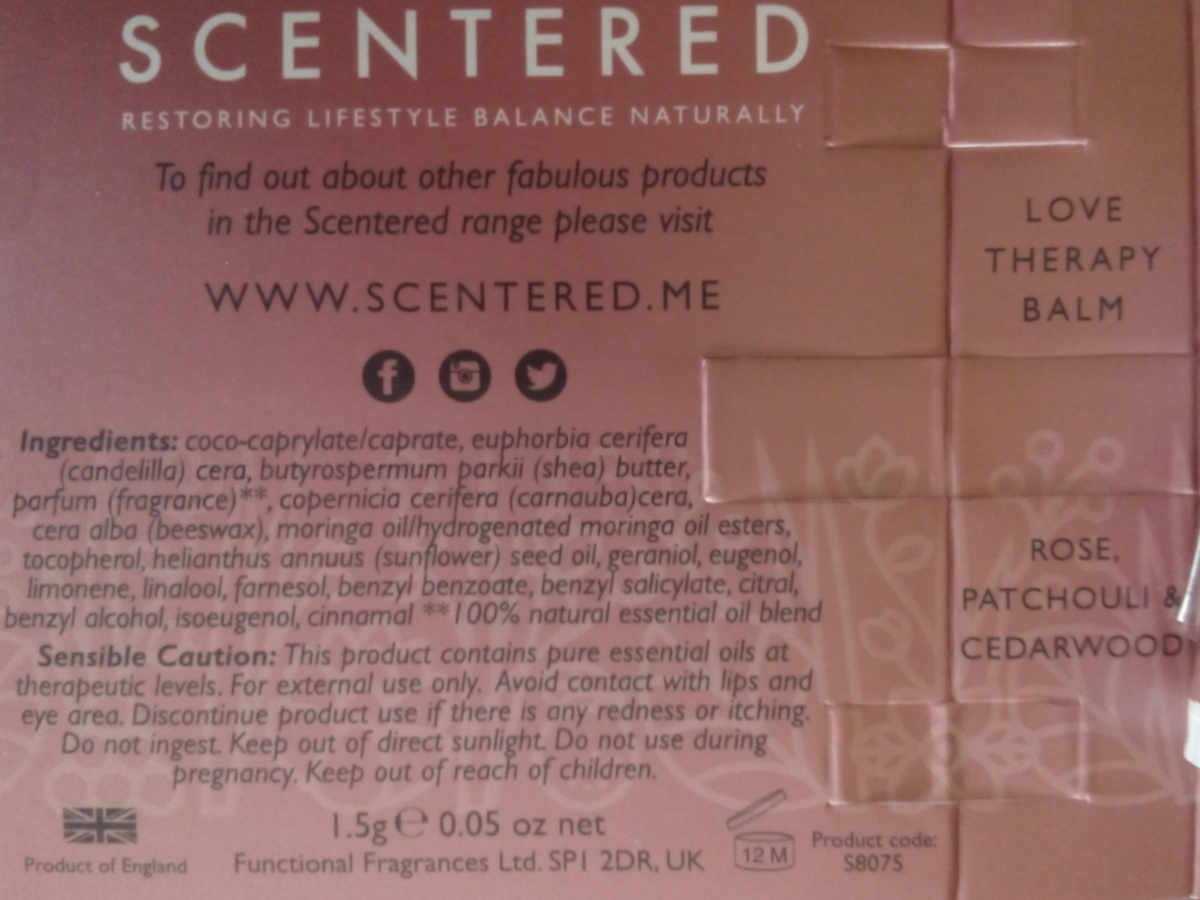 SCENTERED
RESTORING LIFESTYLE BALANCE NATURALLY
To find out about other fabulous products
in the Scentered range please visit
WWW.SCENTERED.ME
Ingredients: coco-caprylate/caprate, euphorbia cerifera
(candelilla) cera, butyrospermum parkii (shea) butter,
parfum (fragrance)**, copernicia cerifera (carnauba)cera,
cera alba (beeswax), moringa oil/hydrogenated moringa oil esters,
tocopherol, helianthus annuus (sunflower) seed oil, geraniol, eugenol,
limonene, linalool, farnesol, benzyl benzoate, benzyl salicylate, citral,
benzyl alcohol, isoeugenol, cinnamal **100% natural essential oil blend
Sensible Caution: This product contains pure essential oils at
therapeutic levels. For external use only. Avoid contact with lips and
eye area. Discontinue product use if there is any redness or itching.
Do not ingest. Keep out of direct sunlight. Do not use during
pregnancy. Keep out of reach of children.
1.5g ℮ 0.05 oz net
Product of England
Functional Fragrances Ltd. SP1 2DR, UK
12 M
Product code:
S8075
LOVE
THERAPY
BALM
ROSE,
PATCHOULI &
CEDARWOOD